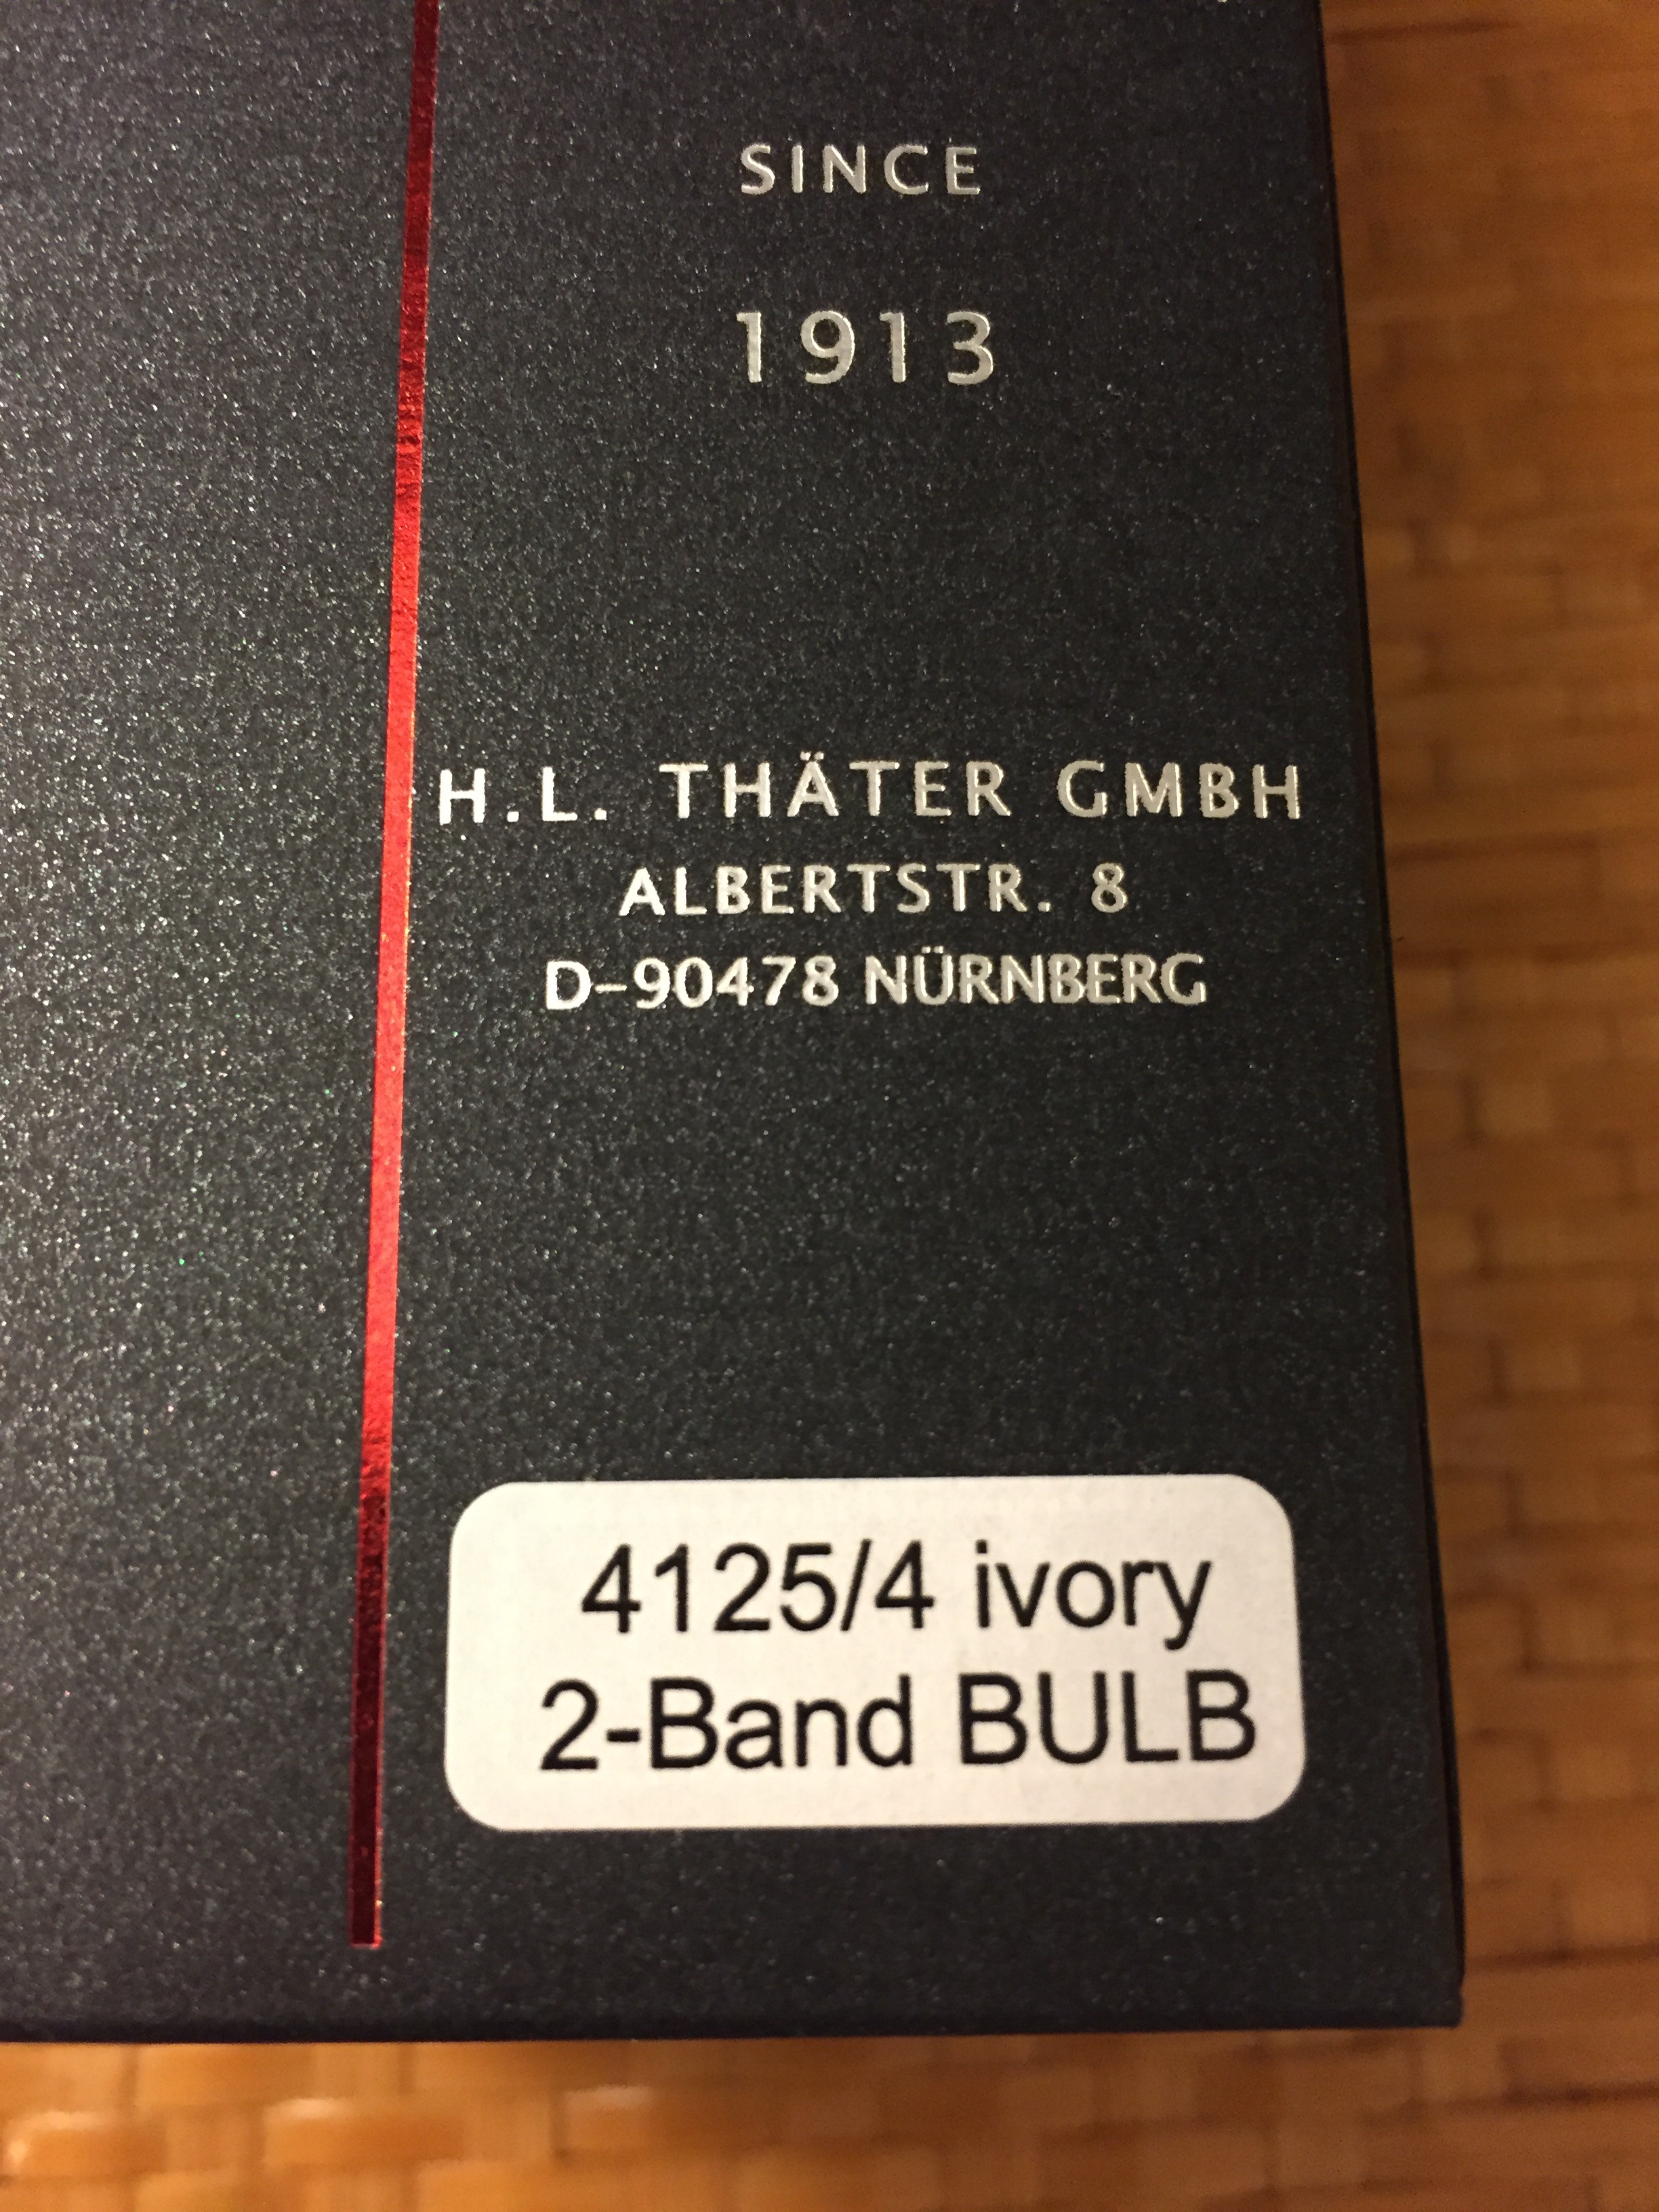 SINCE
1913
H.L. THÄTER GMBH
ALBERTSTR. 8
D-90478 NÜRNBERG
4125/4 ivory
2-Band BULB